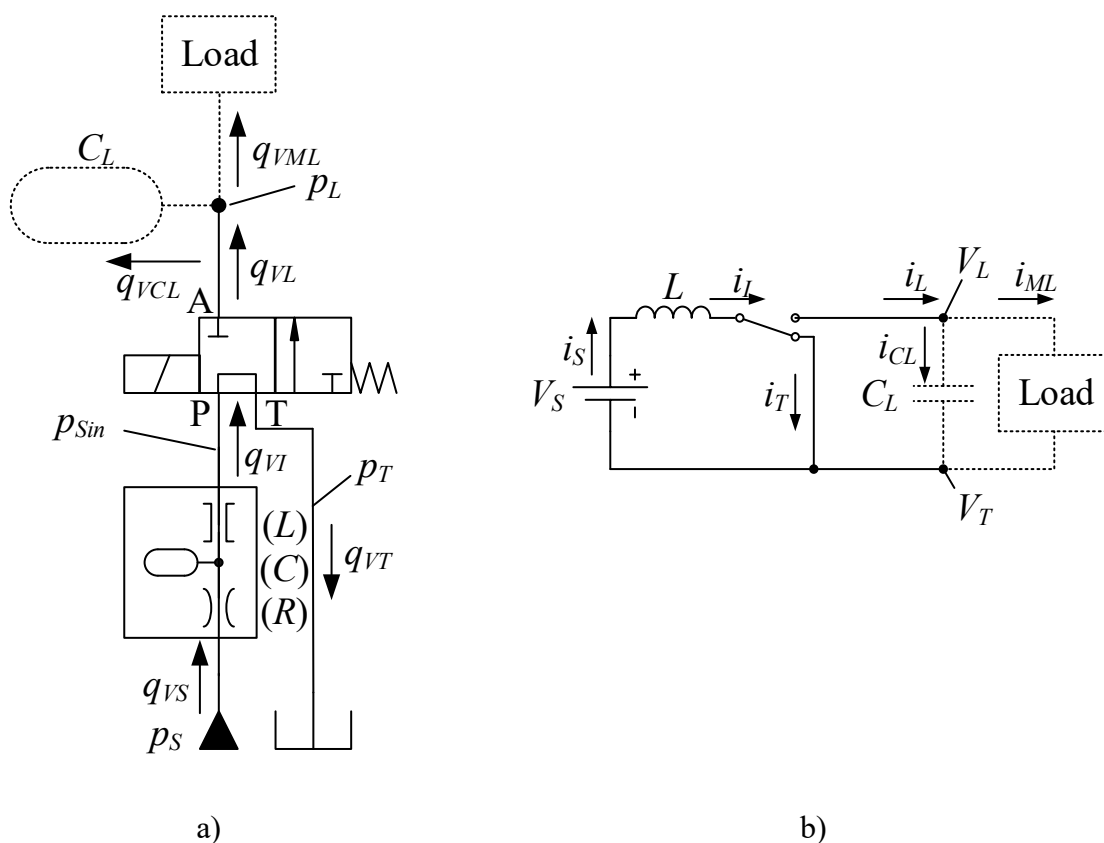 Load
C_L
q_VML
p_L
q_VCL
q_VL
A
P
T
p_Sin
q_VI
p_T
(L)
(C)
(R)
q_VT
q_VS
p_S
a)
L
i_I
i_L
V_L
i_ML
i_S
i_CL
V_S
+
-
i_T
C_L
Load
V_T
b)